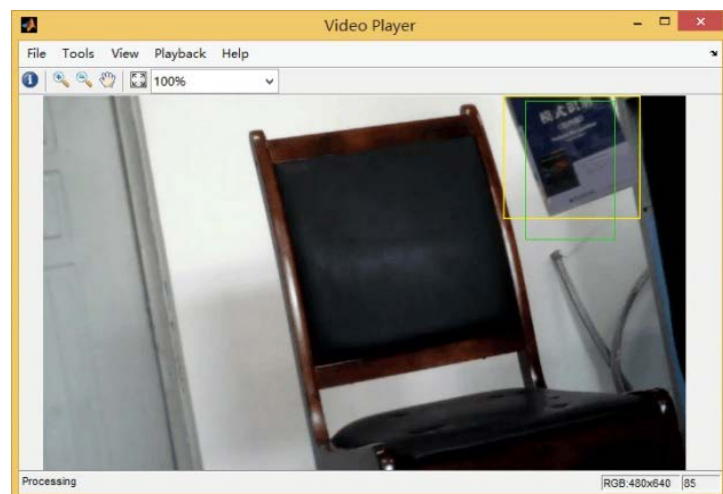 Video Player
File Tools View Playback Help
100%
Processing
RGB:480x640 85